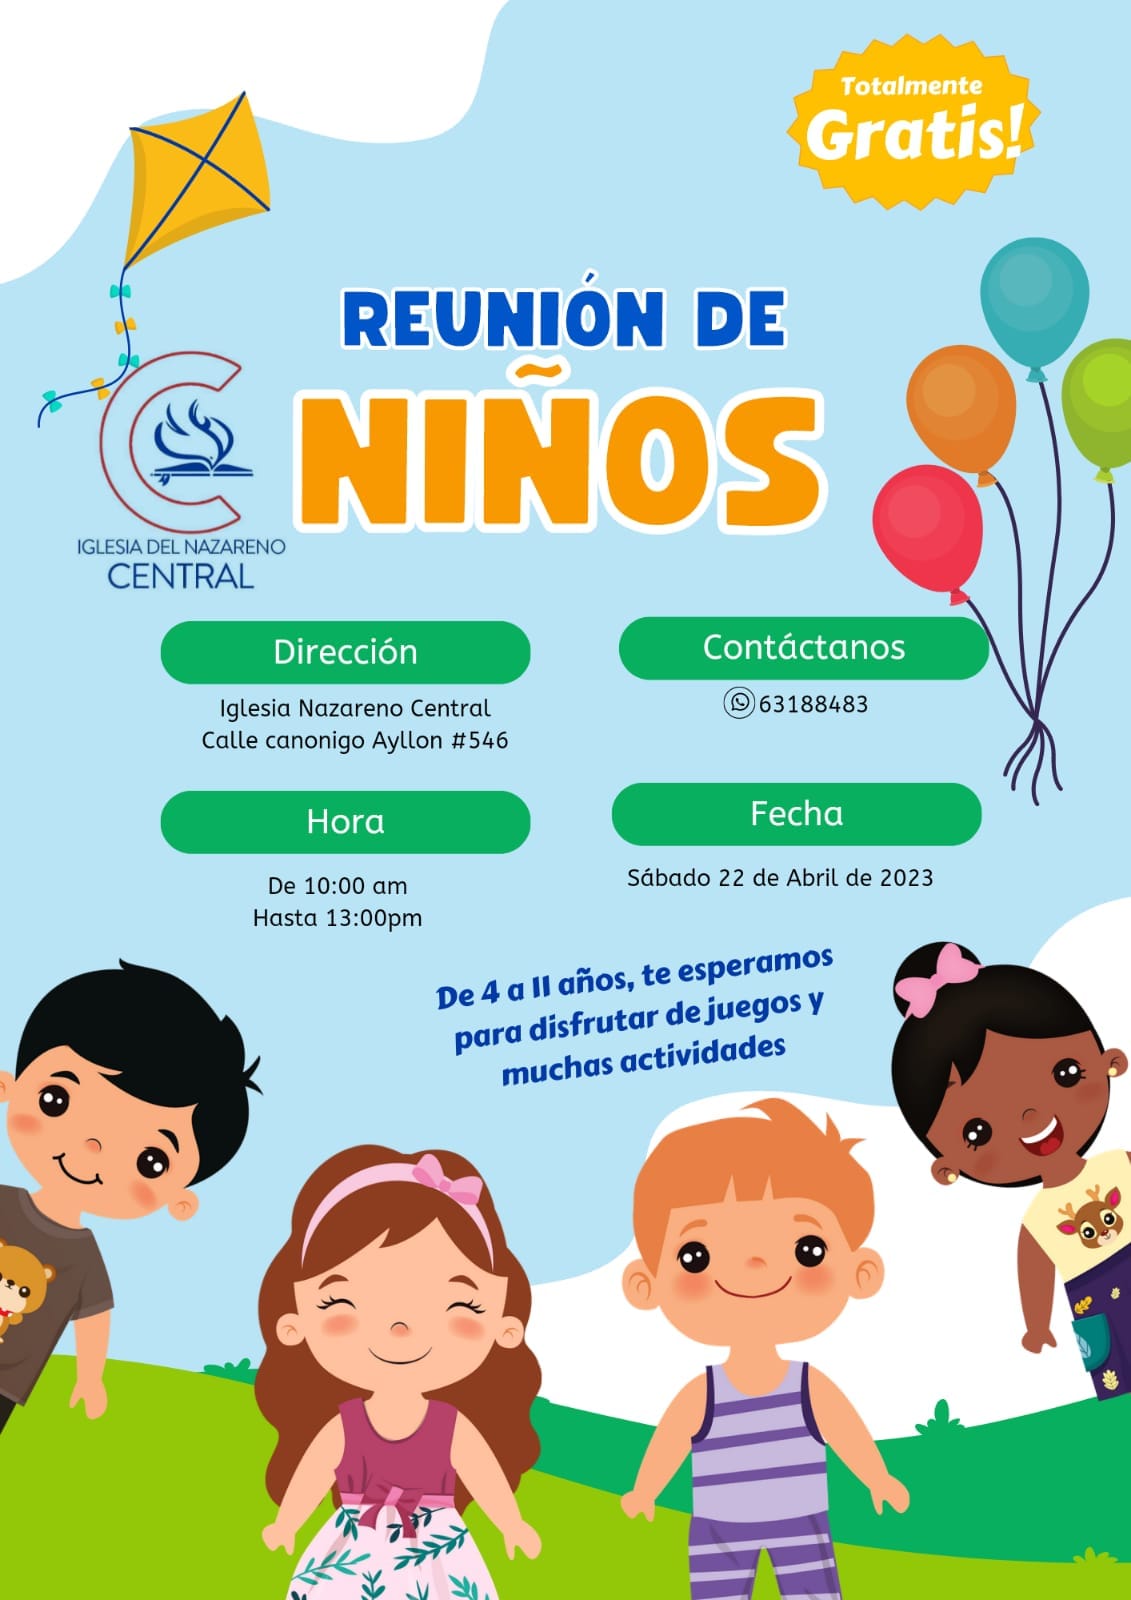 Totalmente
Gratis!
REUNIÓN DE
NIÑOS
IGLESIA DEL NAZARENO
CENTRAL
Dirección
Iglesia Nazareno Central
Calle canonigo Ayllon #546
Contáctanos
63188483
Hora
De 10:00 am
Hasta 13:00pm
Fecha
Sábado 22 de Abril de 2023
De 4 a 11 años, te esperamos
para disfrutar de juegos y
muchas actividades